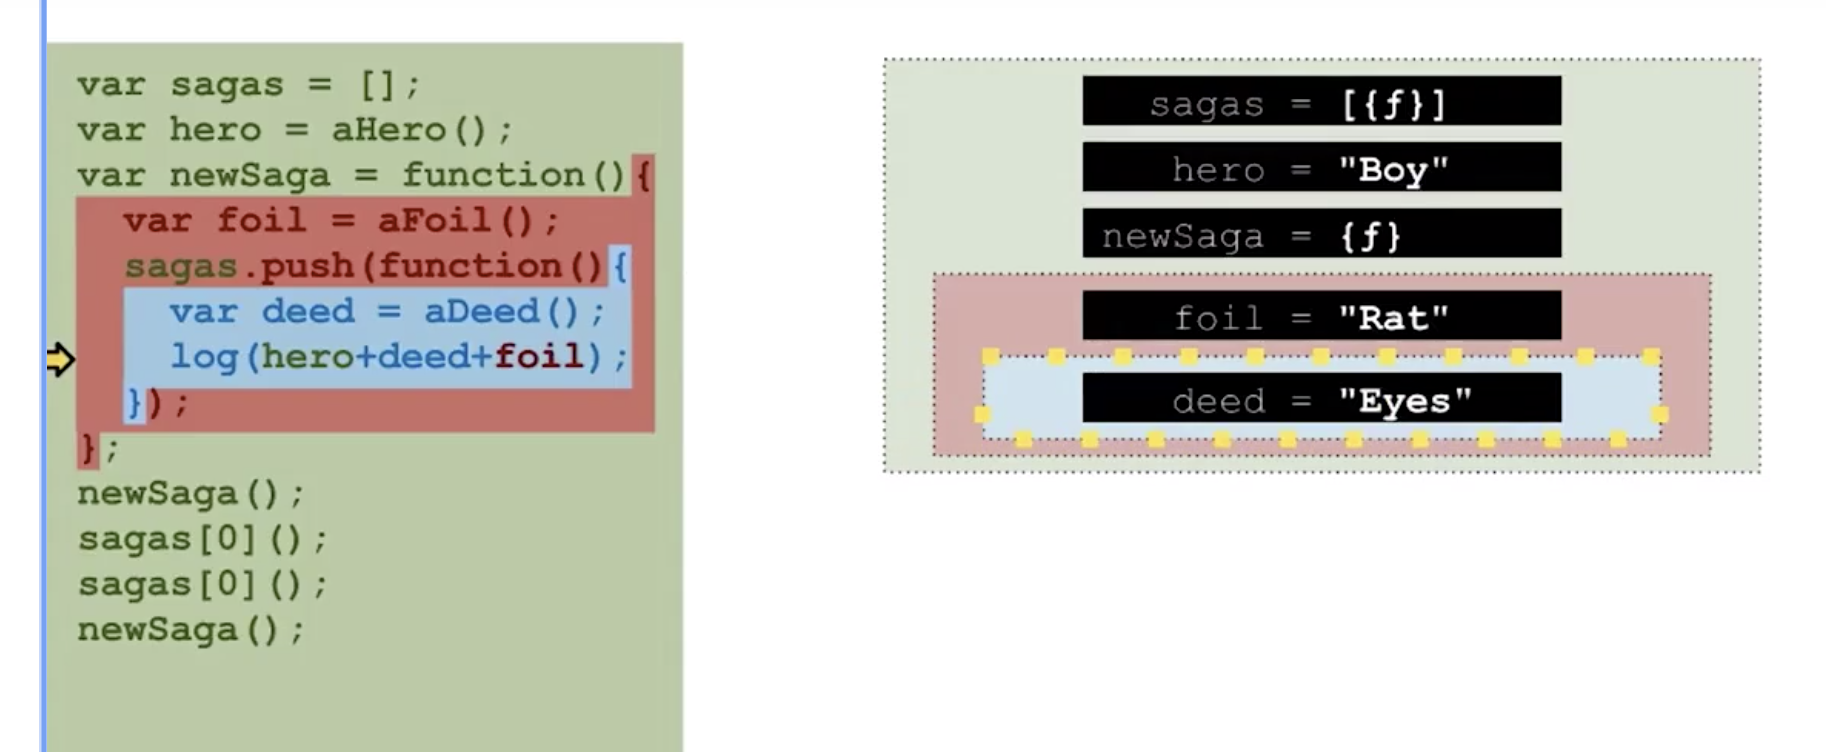 var sagas = [];
var hero = aHero();
var newSaga = function(){
  var foil = aFoil();
  sagas.push(function(){
    var deed = aDeed();
    log(hero+deed+foil);
  });
};
newSaga();
sagas[0]();
sagas[0]();
newSaga();
sagas = [{ƒ}]
hero = "Boy"
newSaga = {ƒ}
foil = "Rat"
deed = "Eyes"